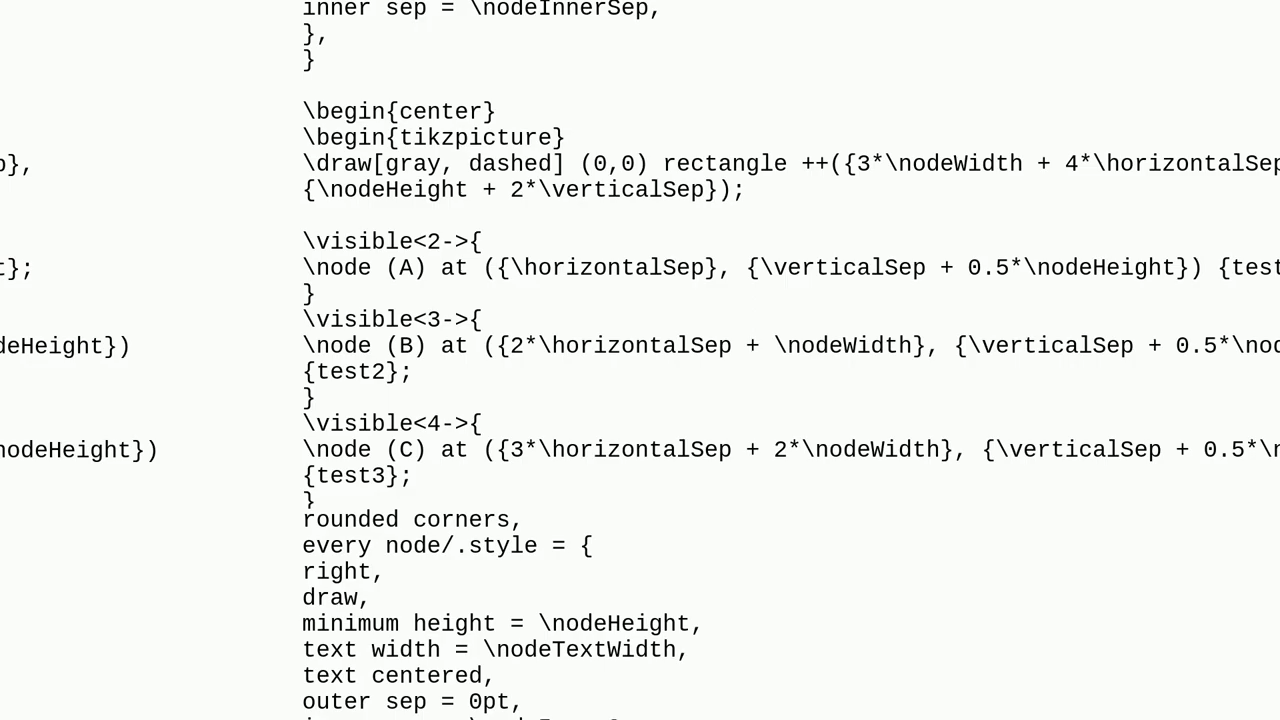 inner sep = \nodeInnerSep,
},
}
\begin{center}
\begin{tikzpicture}
p}, \draw[gray, dashed] (0,0) rectangle ++({3*\nodeWidth + 4*\horizontalSep
{\nodeHeight + 2*\verticalSep});
\visible<2->{
t}; \node (A) at ({\horizontalSep}, {\verticalSep + 0.5*\nodeHeight}) {test
}
\visible<3->{
deHeight}) \node (B) at ({2*\horizontalSep + \nodeWidth}, {\verticalSep + 0.5*\nod
{test2};
}
\visible<4->{
nodeHeight}) \node (C) at ({3*\horizontalSep + 2*\nodeWidth}, {\verticalSep + 0.5*\n
{test3};
}
rounded corners,
every node/.style = {
right,
draw,
minimum height = \nodeHeight,
text width = \nodeTextWidth,
text centered,
outer sep = 0pt,